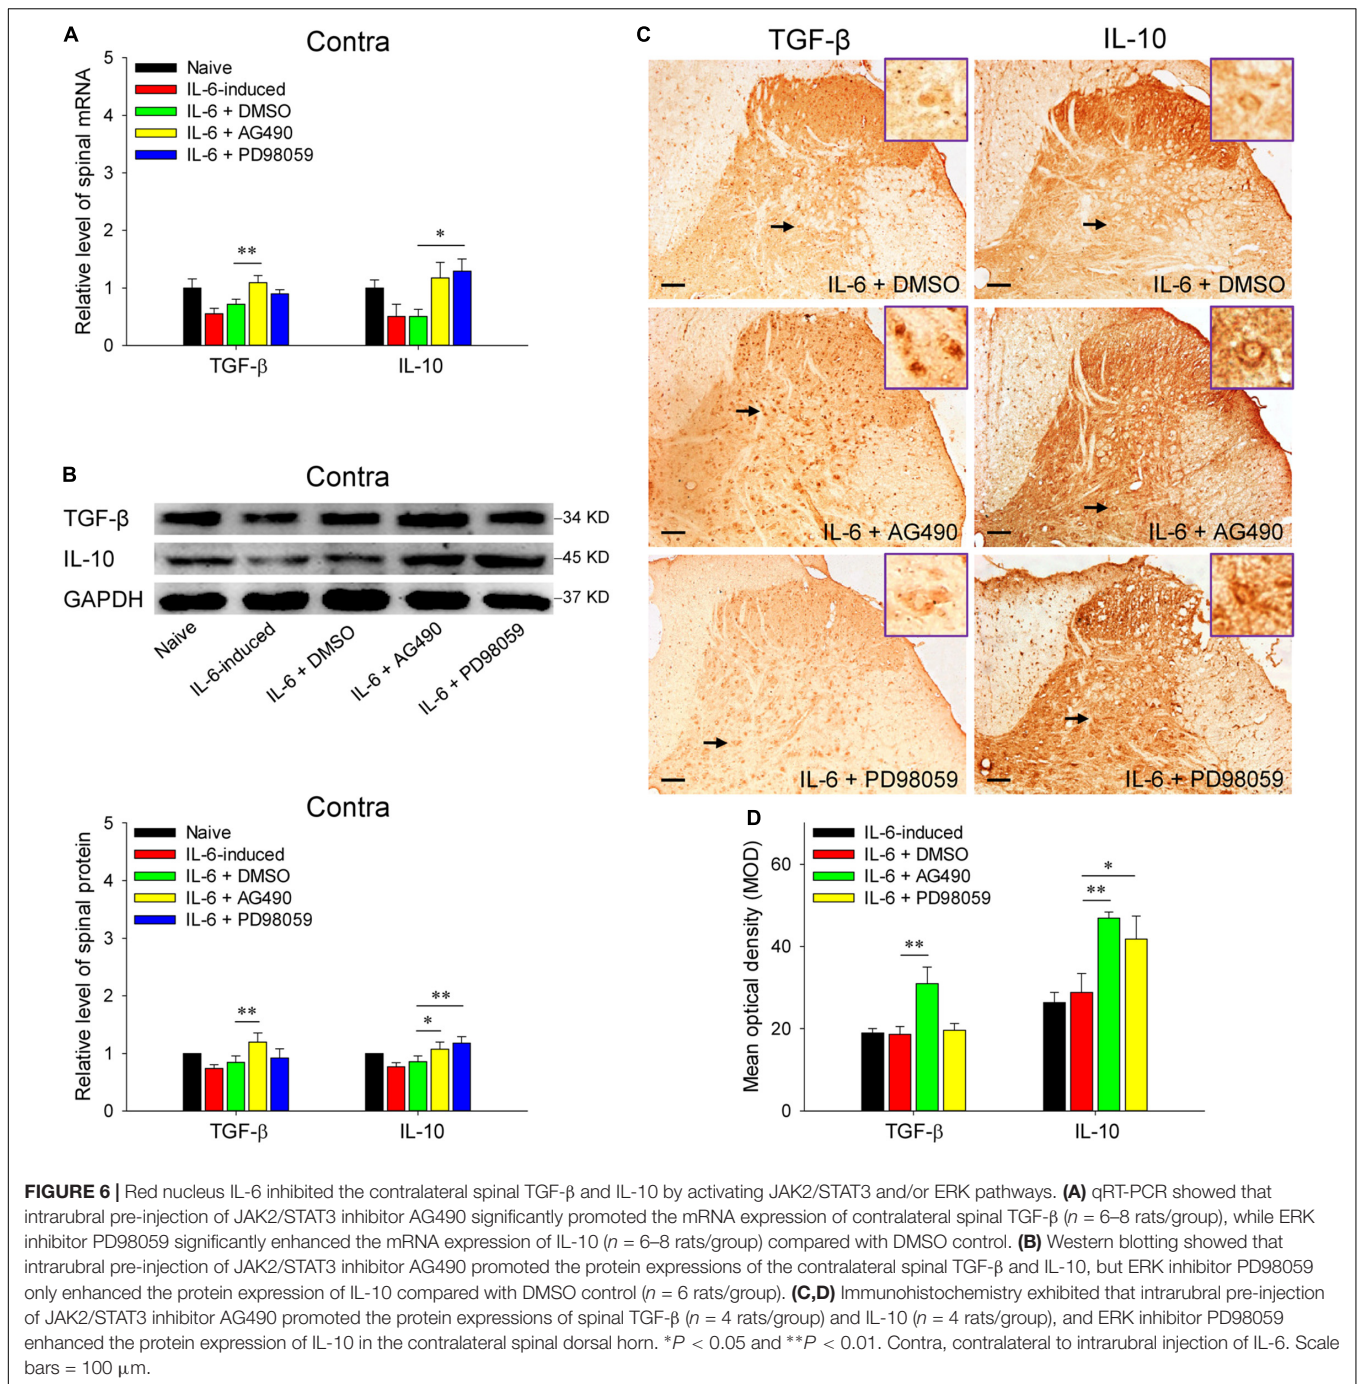 A
Contra
Relative level of spinal mRNA
5
4
3
2
1
0
Naive
IL-6-induced
IL-6 + DMSO
IL-6 + AG490
IL-6 + PD98059
**
*
TGF-β
IL-10
B
Contra
TGF-β
–34 KD
IL-10
–45 KD
GAPDH
–37 KD
Naive
IL-6-induced
IL-6 + DMSO
IL-6 + AG490
IL-6 + PD98059
Contra
Relative level of spinal protein
5
4
3
2
1
0
Naive
IL-6-induced
IL-6 + DMSO
IL-6 + AG490
IL-6 + PD98059
**
**
*
TGF-β
IL-10
C
TGF-β
IL-10
IL-6 + DMSO
IL-6 + DMSO
IL-6 + AG490
IL-6 + AG490
IL-6 + PD98059
IL-6 + PD98059
D
Mean optical density (MOD)
60
40
20
0
IL-6-induced
IL-6 + DMSO
IL-6 + AG490
IL-6 + PD98059
**
*
**
TGF-β
IL-10
FIGURE 6 | Red nucleus IL-6 inhibited the contralateral spinal TGF-β and IL-10 by activating JAK2/STAT3 and/or ERK pathways. (A) qRT-PCR showed that
intrarubral pre-injection of JAK2/STAT3 inhibitor AG490 significantly promoted the mRNA expression of contralateral spinal TGF-β (n = 6–8 rats/group), while ERK
inhibitor PD98059 significantly enhanced the mRNA expression of IL-10 (n = 6–8 rats/group) compared with DMSO control. (B) Western blotting showed that
intrarubral pre-injection of JAK2/STAT3 inhibitor AG490 promoted the protein expressions of the contralateral spinal TGF-β and IL-10, but ERK inhibitor PD98059
only enhanced the protein expression of IL-10 compared with DMSO control (n = 6 rats/group). (C,D) Immunohistochemistry exhibited that intrarubral pre-injection
of JAK2/STAT3 inhibitor AG490 promoted the protein expressions of spinal TGF-β (n = 4 rats/group) and IL-10 (n = 4 rats/group), and ERK inhibitor PD98059
enhanced the protein expression of IL-10 in the contralateral spinal dorsal horn. *P < 0.05 and **P < 0.01. Contra, contralateral to intrarubral injection of IL-6. Scale
bars = 100 μm.